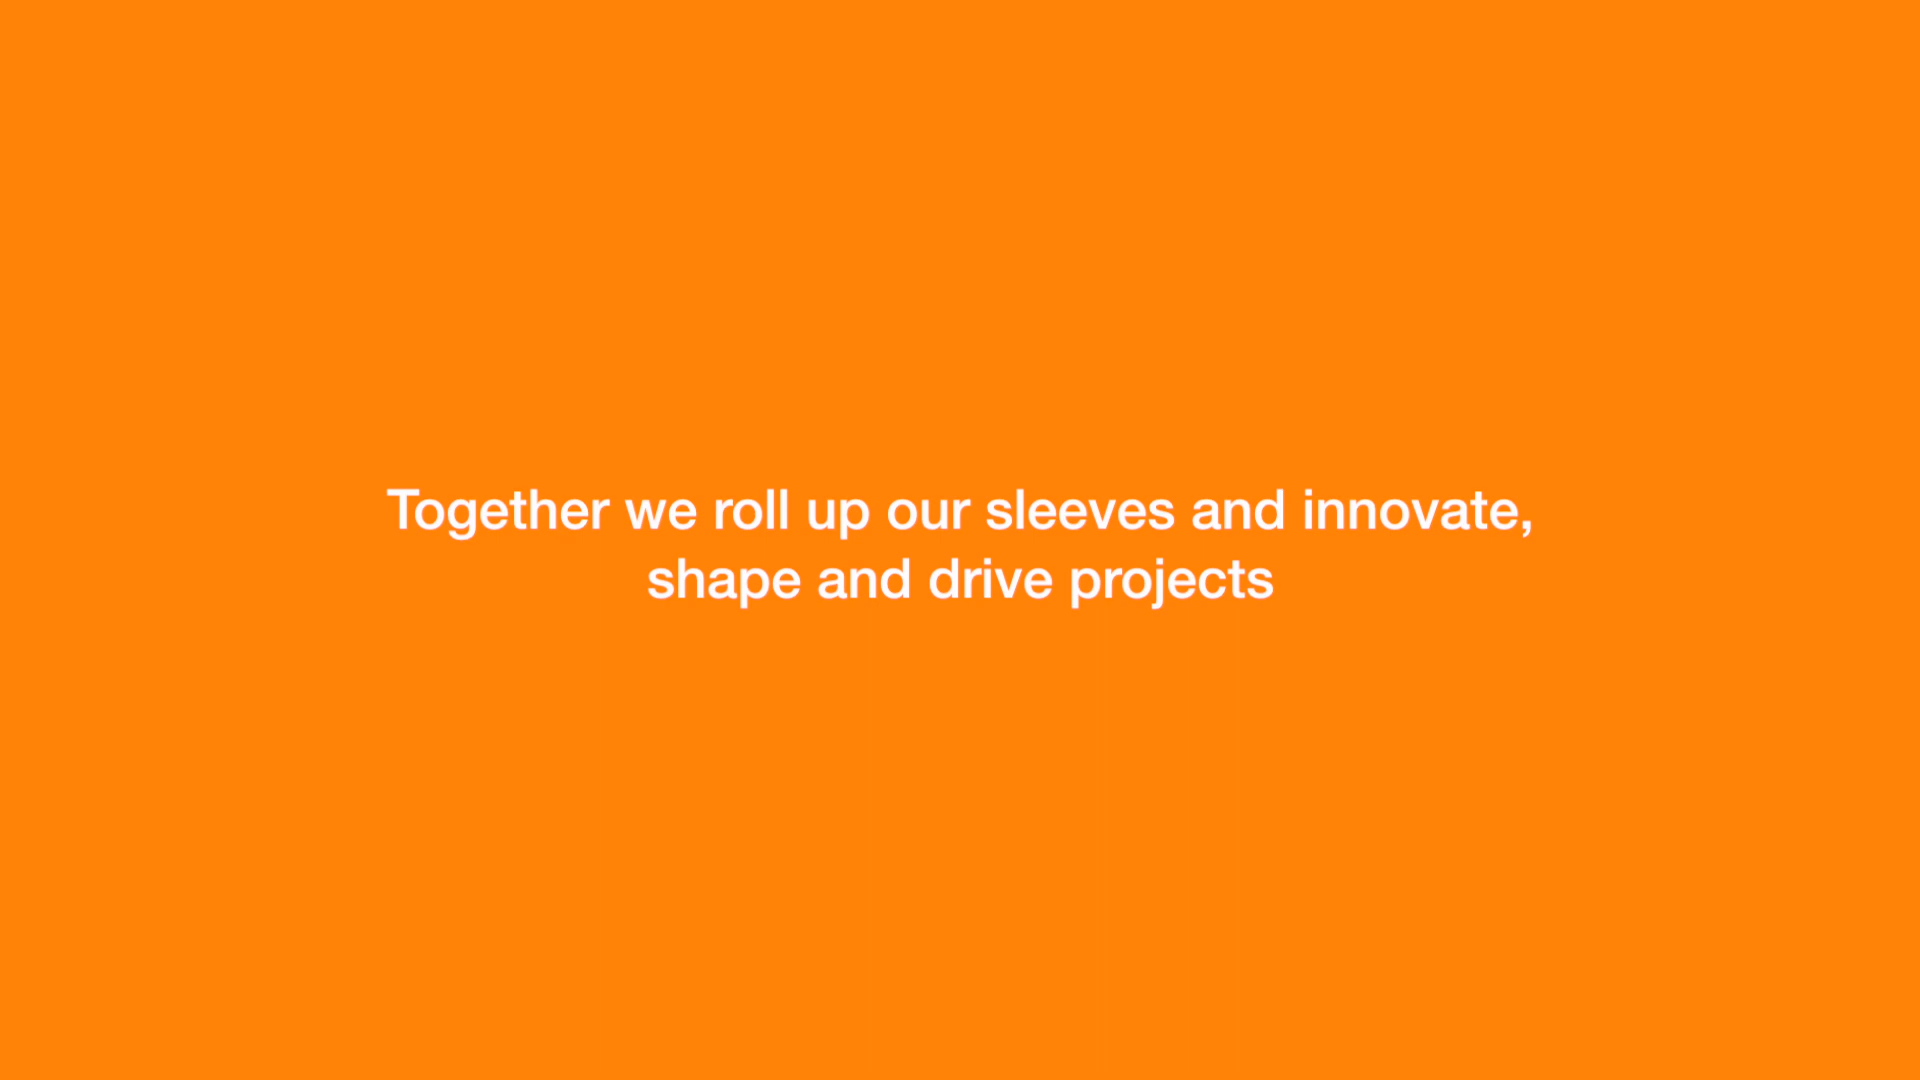 Together we roll up our sleeves and innovate,
shape and drive projects